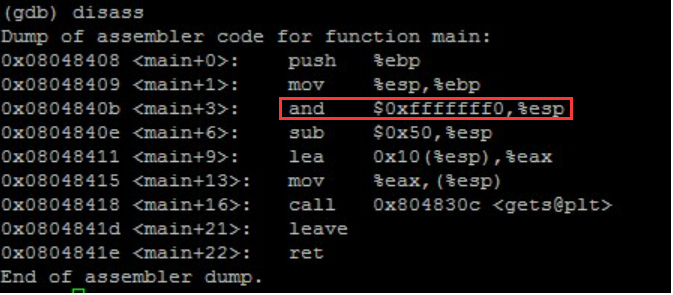 (gdb) disass
Dump of assembler code for function main:
0x08048408 <main+0>:    push   %ebp
0x08048409 <main+1>:    mov    %esp,%ebp
0x0804840b <main+3>:    and    $0xfffffff0,%esp
0x0804840e <main+6>:    sub    $0x50,%esp
0x08048411 <main+9>:    lea    0x10(%esp),%eax
0x08048415 <main+13>:   mov    %eax,(%esp)
0x08048418 <main+16>:   call   0x804830c <gets@plt>
0x0804841d <main+21>:   leave
0x0804841e <main+22>:   ret
End of assembler dump.